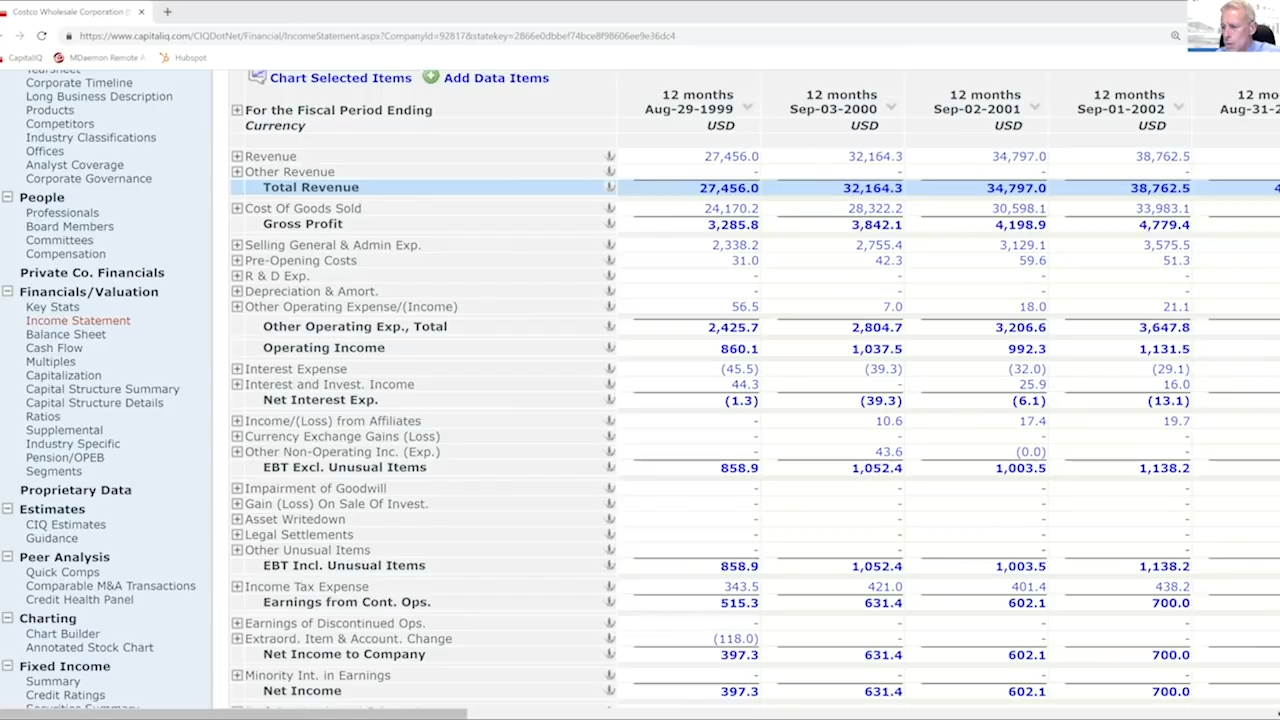 Costco Wholesale Corporation (
https://www.capitaliq.com/CIQDotNet/Financial/IncomeStatement.aspx?CompanyId=92817&statekey=2866e0dbbef74bce8f98606ee9e36dc4
CapitalIQ MDaemon Remote A Hubspot
Tearsheet
Corporate Timeline
Long Business Description
Products
Competitors
Industry Classifications
Offices
Analyst Coverage
Corporate Governance
People
Professionals
Board Members
Committees
Compensation
Private Co. Financials
Financials/Valuation
Key Stats
Income Statement
Balance Sheet
Cash Flow
Multiples
Capitalization
Capital Structure Summary
Capital Structure Details
Ratios
Supplemental
Industry Specific
Pension/OPEB
Segments
Proprietary Data
Estimates
CIQ Estimates
Guidance
Peer Analysis
Quick Comps
Comparable M&A Transactions
Credit Health Panel
Charting
Chart Builder
Annotated Stock Chart
Fixed Income
Summary
Credit Ratings
Securities Summary
Chart Selected Items Add Data Items
12 months 12 months 12 months 12 months 12 mo
For the Fiscal Period Ending Aug-29-1999 Sep-03-2000 Sep-02-2001 Sep-01-2002 Aug-31-2
Currency USD USD USD USD
Revenue 27,456.0 32,164.3 34,797.0 38,762.5
Other Revenue - - - -
Total Revenue 27,456.0 32,164.3 34,797.0 38,762.5 4
Cost Of Goods Sold 24,170.2 28,322.2 30,598.1 33,983.1
Gross Profit 3,285.8 3,842.1 4,198.9 4,779.4
Selling General & Admin Exp. 2,338.2 2,755.4 3,129.1 3,575.5
Pre-Opening Costs 31.0 42.3 59.6 51.3
R & D Exp. - - - -
Depreciation & Amort. - - - -
Other Operating Expense/(Income) 56.5 7.0 18.0 21.1
Other Operating Exp., Total 2,425.7 2,804.7 3,206.6 3,647.8
Operating Income 860.1 1,037.5 992.3 1,131.5
Interest Expense (45.5) (39.3) (32.0) (29.1)
Interest and Invest. Income 44.3 - 25.9 16.0
Net Interest Exp. (1.3) (39.3) (6.1) (13.1)
Income/(Loss) from Affiliates - 10.6 17.4 19.7
Currency Exchange Gains (Loss) - - - -
Other Non-Operating Inc. (Exp.) - 43.6 (0.0) -
EBT Excl. Unusual Items 858.9 1,052.4 1,003.5 1,138.2
Impairment of Goodwill - - - -
Gain (Loss) On Sale Of Invest. - - - -
Asset Writedown - - - -
Legal Settlements - - - -
Other Unusual Items - - - -
EBT Incl. Unusual Items 858.9 1,052.4 1,003.5 1,138.2
Income Tax Expense 343.5 421.0 401.4 438.2
Earnings from Cont. Ops. 515.3 631.4 602.1 700.0
Earnings of Discontinued Ops. - - - -
Extraord. Item & Account. Change (118.0) - - -
Net Income to Company 397.3 631.4 602.1 700.0
Minority Int. in Earnings - - - -
Net Income 397.3 631.4 602.1 700.0